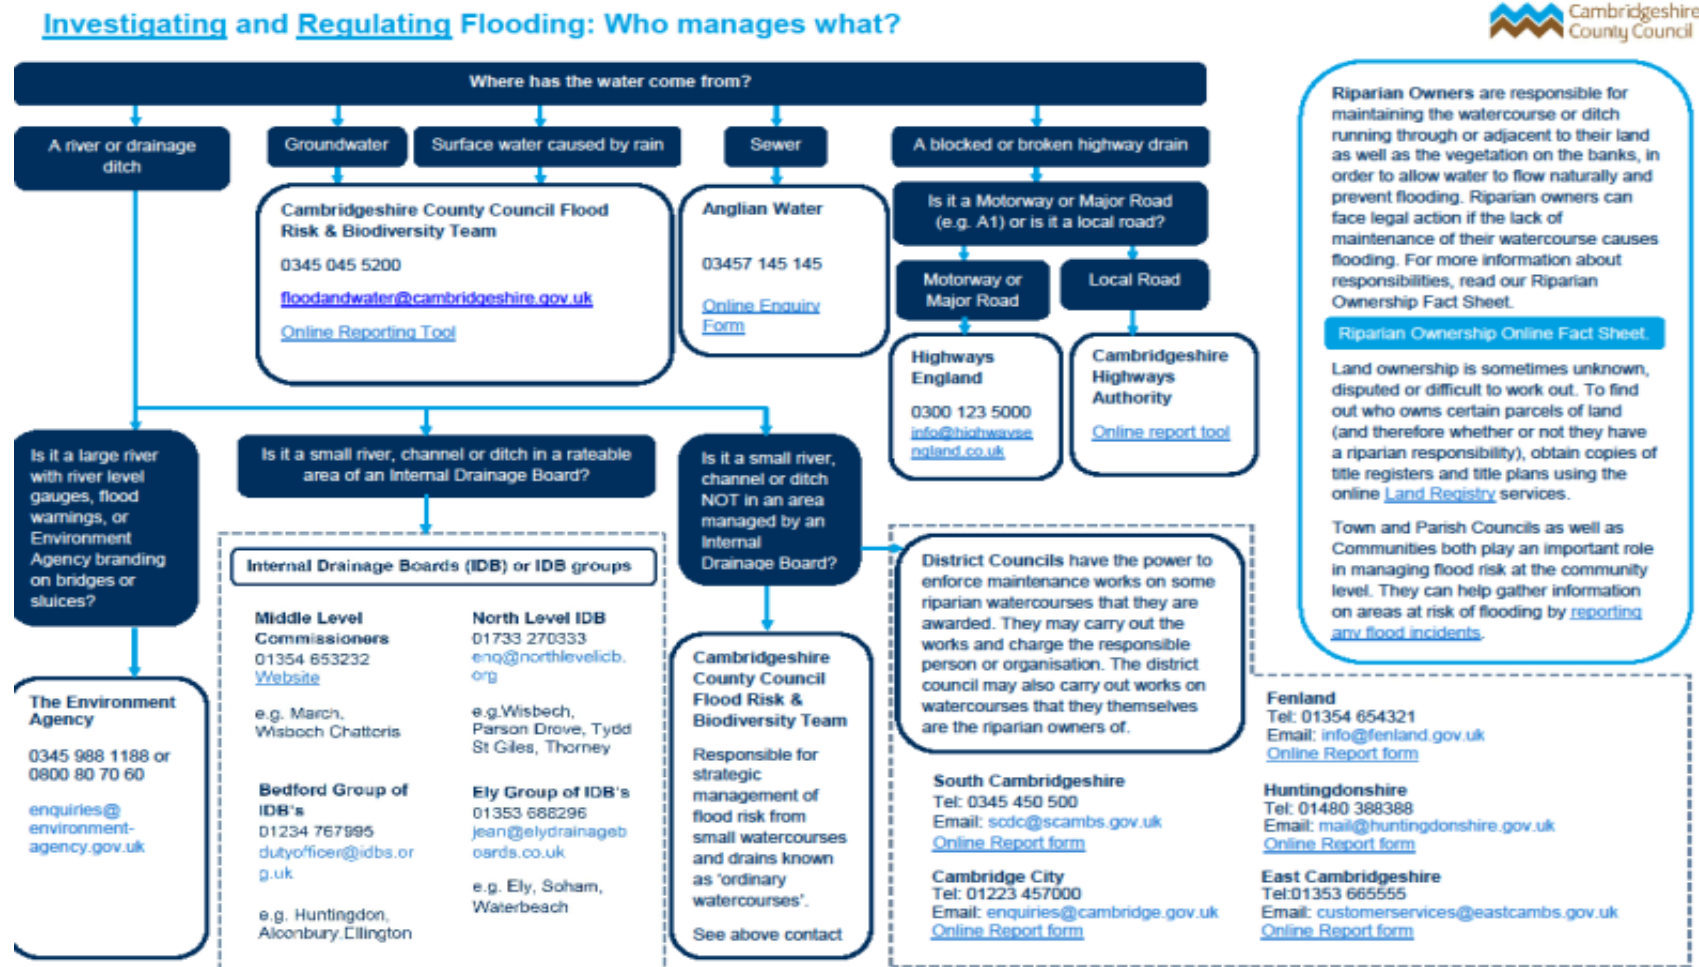 Investigating and Regulating Flooding: Who manages what?
Cambridgeshire
County Council
Where has the water come from?
A river or drainage
ditch
Groundwater
Surface water caused by rain
Sewer
A blocked or broken highway drain
Cambridgeshire County Council Flood
Risk & Biodiversity Team
0345 045 5200
floodandwater@cambridgeshire.gov.uk
Online Reporting Tool
Anglian Water
03457 145 145
Online Enquiry
Form
Is it a Motorway or Major Road
(e.g. A1) or is it a local road?
Motorway or
Major Road
Local Road
Highways
England
0300 123 5000
info@highwayse
ngland.co.uk
Cambridgeshire
Highways
Authority
Online report tool
Is it a large river
with river level
gauges, flood
warnings, or
Environment
Agency branding
on bridges or
sluices?
The Environment
Agency
0345 988 1188 or
0800 80 70 60
enquiries@
environment-
agency.gov.uk
Is it a small river, channel or ditch in a rateable
area of an Internal Drainage Board?
Internal Drainage Boards (IDB) or IDB groups
Middle Level
Commissioners
01354 653232
Website
e.g. March,
Wisbech Chatteris
North Level IDB
01733 270333
enq@northlevelidb.
org
e.g.Wisbech,
Parson Drove, Tydd
St Giles, Thorney
Bedford Group of
IDB's
01234 767995
dutyofficer@idbs.or
g.uk
e.g. Huntingdon,
Alconbury.Ellington
Ely Group of IDB's
01353 688296
jean@elydrainageb
oards.co.uk
e.g. Ely, Soham,
Waterbeach
Is it a small river,
channel or ditch
NOT in an area
managed by an
Internal
Drainage Board?
Cambridgeshire
County Council
Flood Risk &
Biodiversity Team
Responsible for
strategic
management of
flood risk from
small watercourses
and drains known
as 'ordinary
watercourses'.
See above contact
District Councils have the power to
enforce maintenance works on some
riparian watercourses that they are
awarded. They may carry out the
works and charge the responsible
person or organisation. The district
council may also carry out works on
watercourses that they themselves
are the riparian owners of.
South Cambridgeshire
Tel: 0345 450 500
Email: scdc@scambs.gov.uk
Online Report form
Cambridge City
Tel: 01223 457000
Email: enquiries@cambridge.gov.uk
Online Report form
Fenland
Tel: 01354 654321
Email: info@fenland.gov.uk
Online Report form
Huntingdonshire
Tel: 01480 388388
Email: mail@huntingdonshire.gov.uk
Online Report form
East Cambridgeshire
Tel:01353 665555
Email: customerservices@eastcambs.gov.uk
Online Report form
Riparian Owners are responsible for
maintaining the watercourse or ditch
running through or adjacent to their land
as well as the vegetation on the banks, in
order to allow water to flow naturally and
prevent flooding. Riparian owners can
face legal action if the lack of
maintenance of their watercourse causes
flooding. For more information about
responsibilities, read our Riparian
Ownership Fact Sheet.
Riparian Ownership Online Fact Sheet.
Land ownership is sometimes unknown,
disputed or difficult to work out. To find
out who owns certain parcels of land
(and therefore whether or not they have
a riparian responsibility), obtain copies of
title registers and title plans using the
online Land Registry services.
Town and Parish Councils as well as
Communities both play an important role
in managing flood risk at the community
level. They can help gather information
on areas at risk of flooding by reporting
any flood incidents.